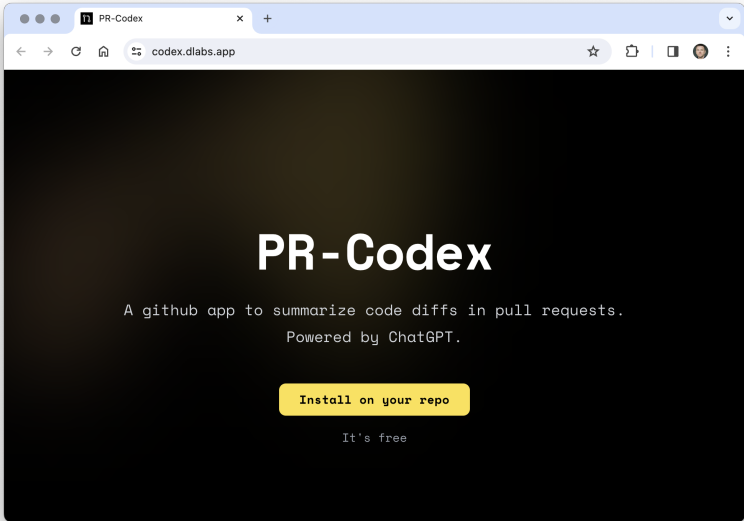 PR-Codex
codex.dlabs.app
PR-Codex
A github app to summarize code diffs in pull requests.
Powered by ChatGPT.
Install on your repo
It's free